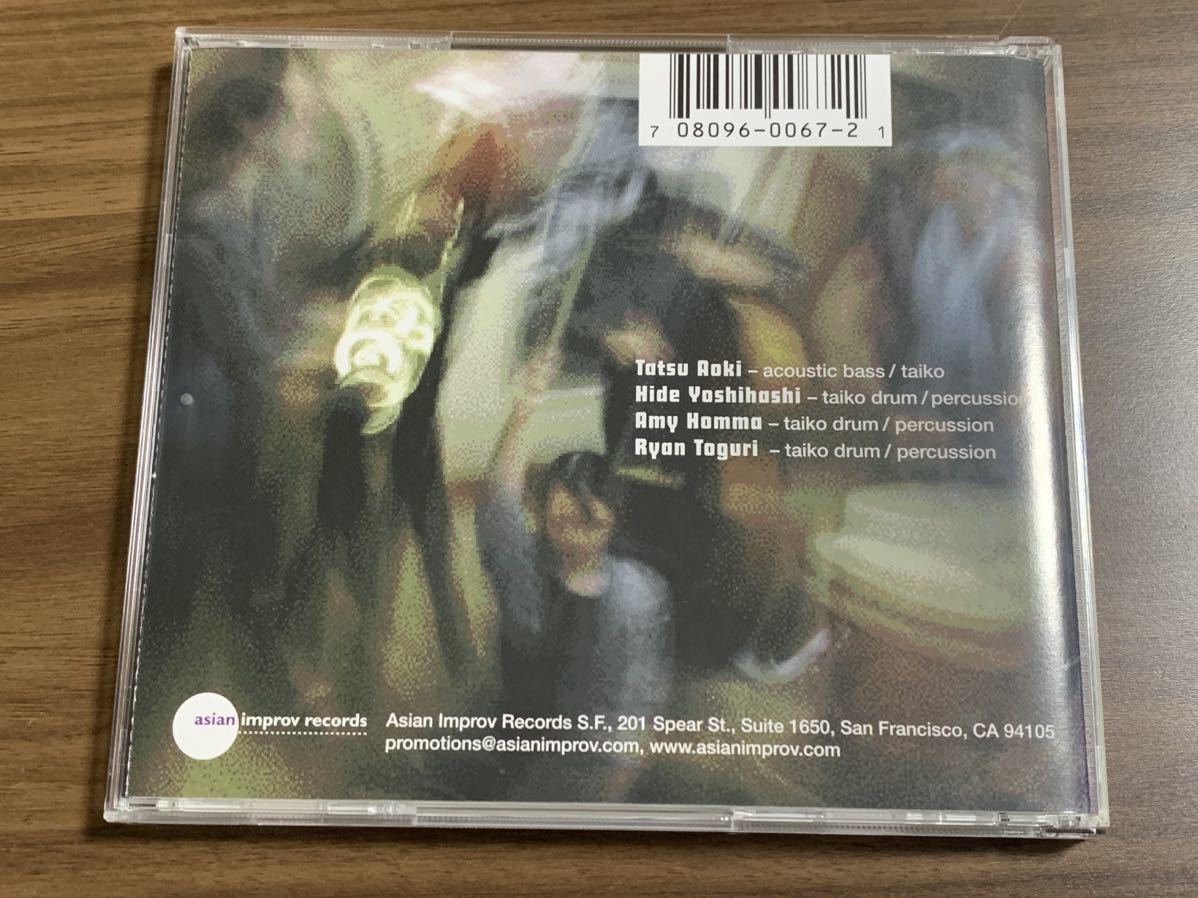 7 08096-0067-2 1
Tatsu Aoki – acoustic bass / taiko
Hide Yoshihashi – taiko drum / percussion
Amy Homma – taiko drum / percussion
Ryan Toguri – taiko drum / percussion
asian improv records
Asian Improv Records S.F., 201 Spear St., Suite 1650, San Francisco, CA 94105
promotions@asianimprov.com, www.asianimprov.com